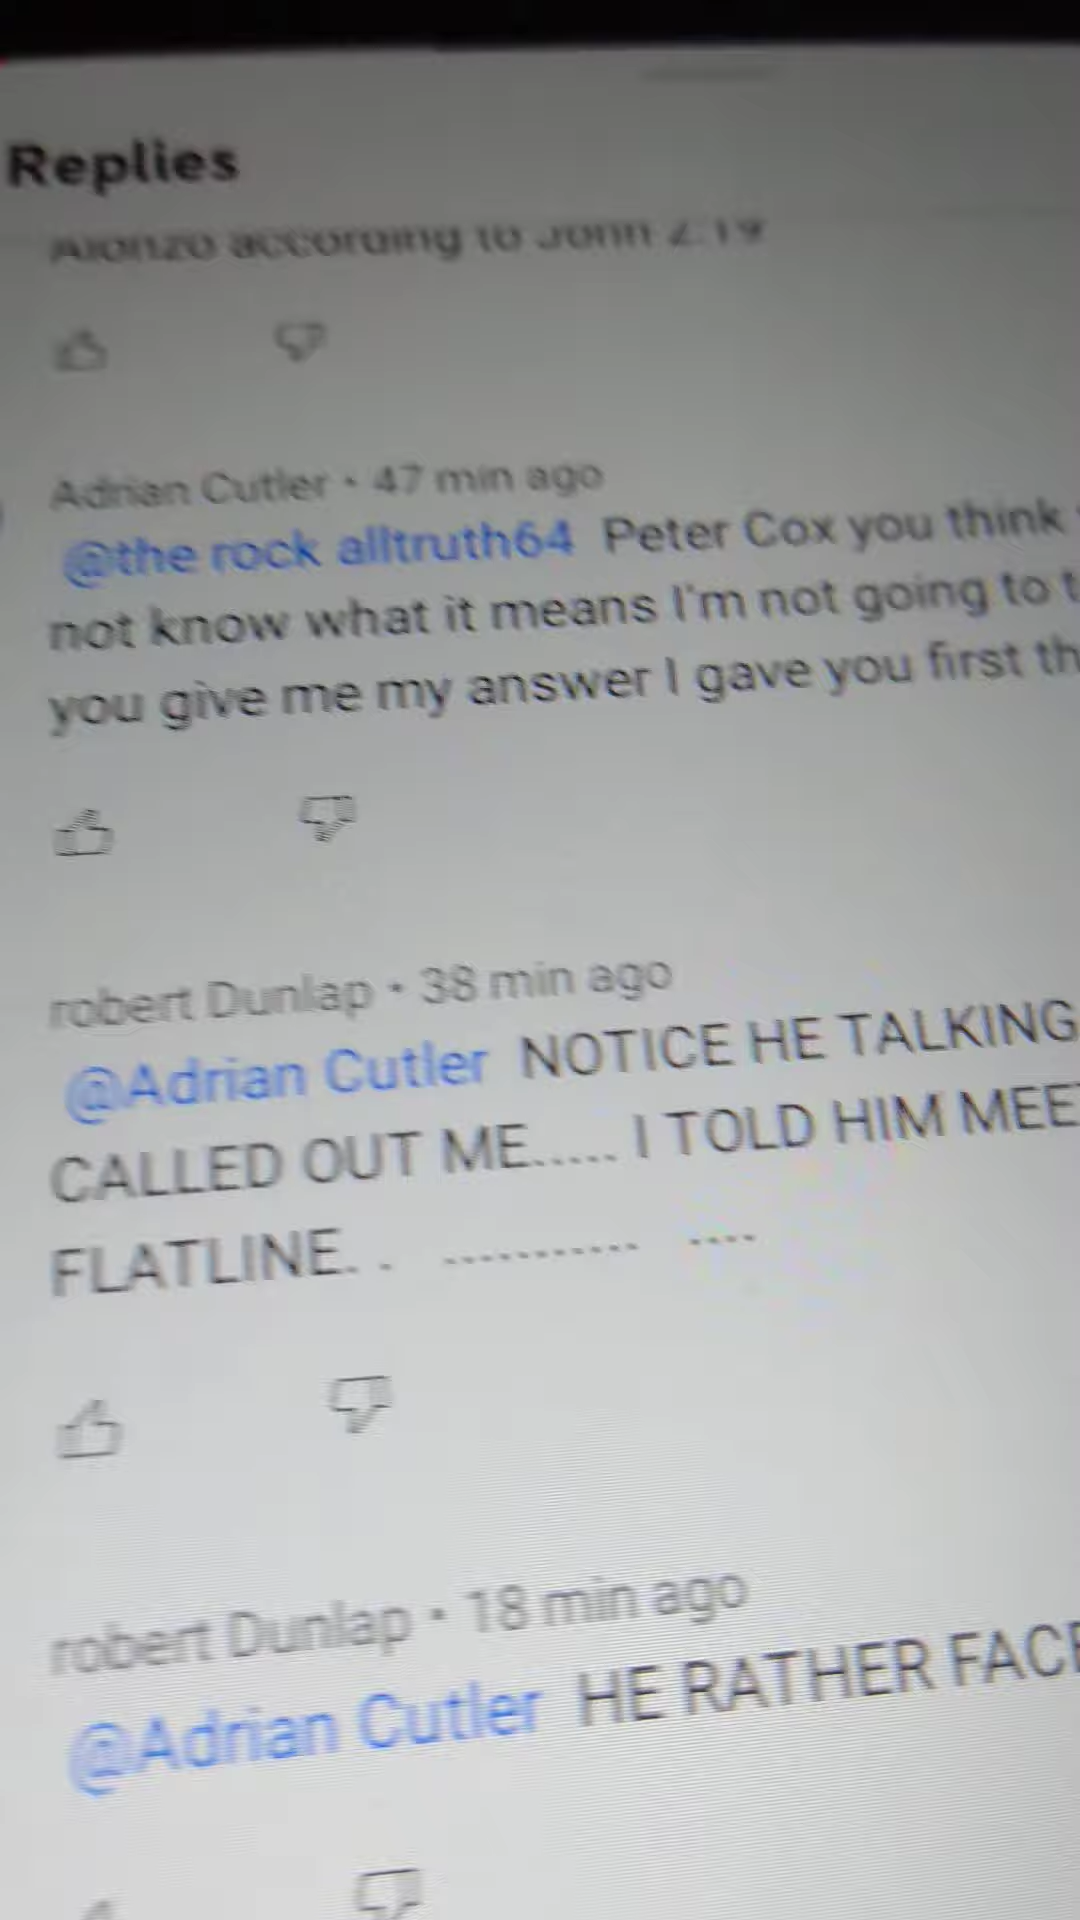 Replies
Alonzo according to John 2:19
Adrian Cutler • 47 min ago
@the rock alltruth64 Peter Cox you think
not know what it means I'm not going to t
you give me my answer I gave you first th
robert Dunlap • 38 min ago
@Adrian Cutler NOTICE HE TALKING
CALLED OUT ME..... I TOLD HIM MEE
FLATLINE. . ............ ....
robert Dunlap • 18 min ago
@Adrian Cutler HE RATHER FACE